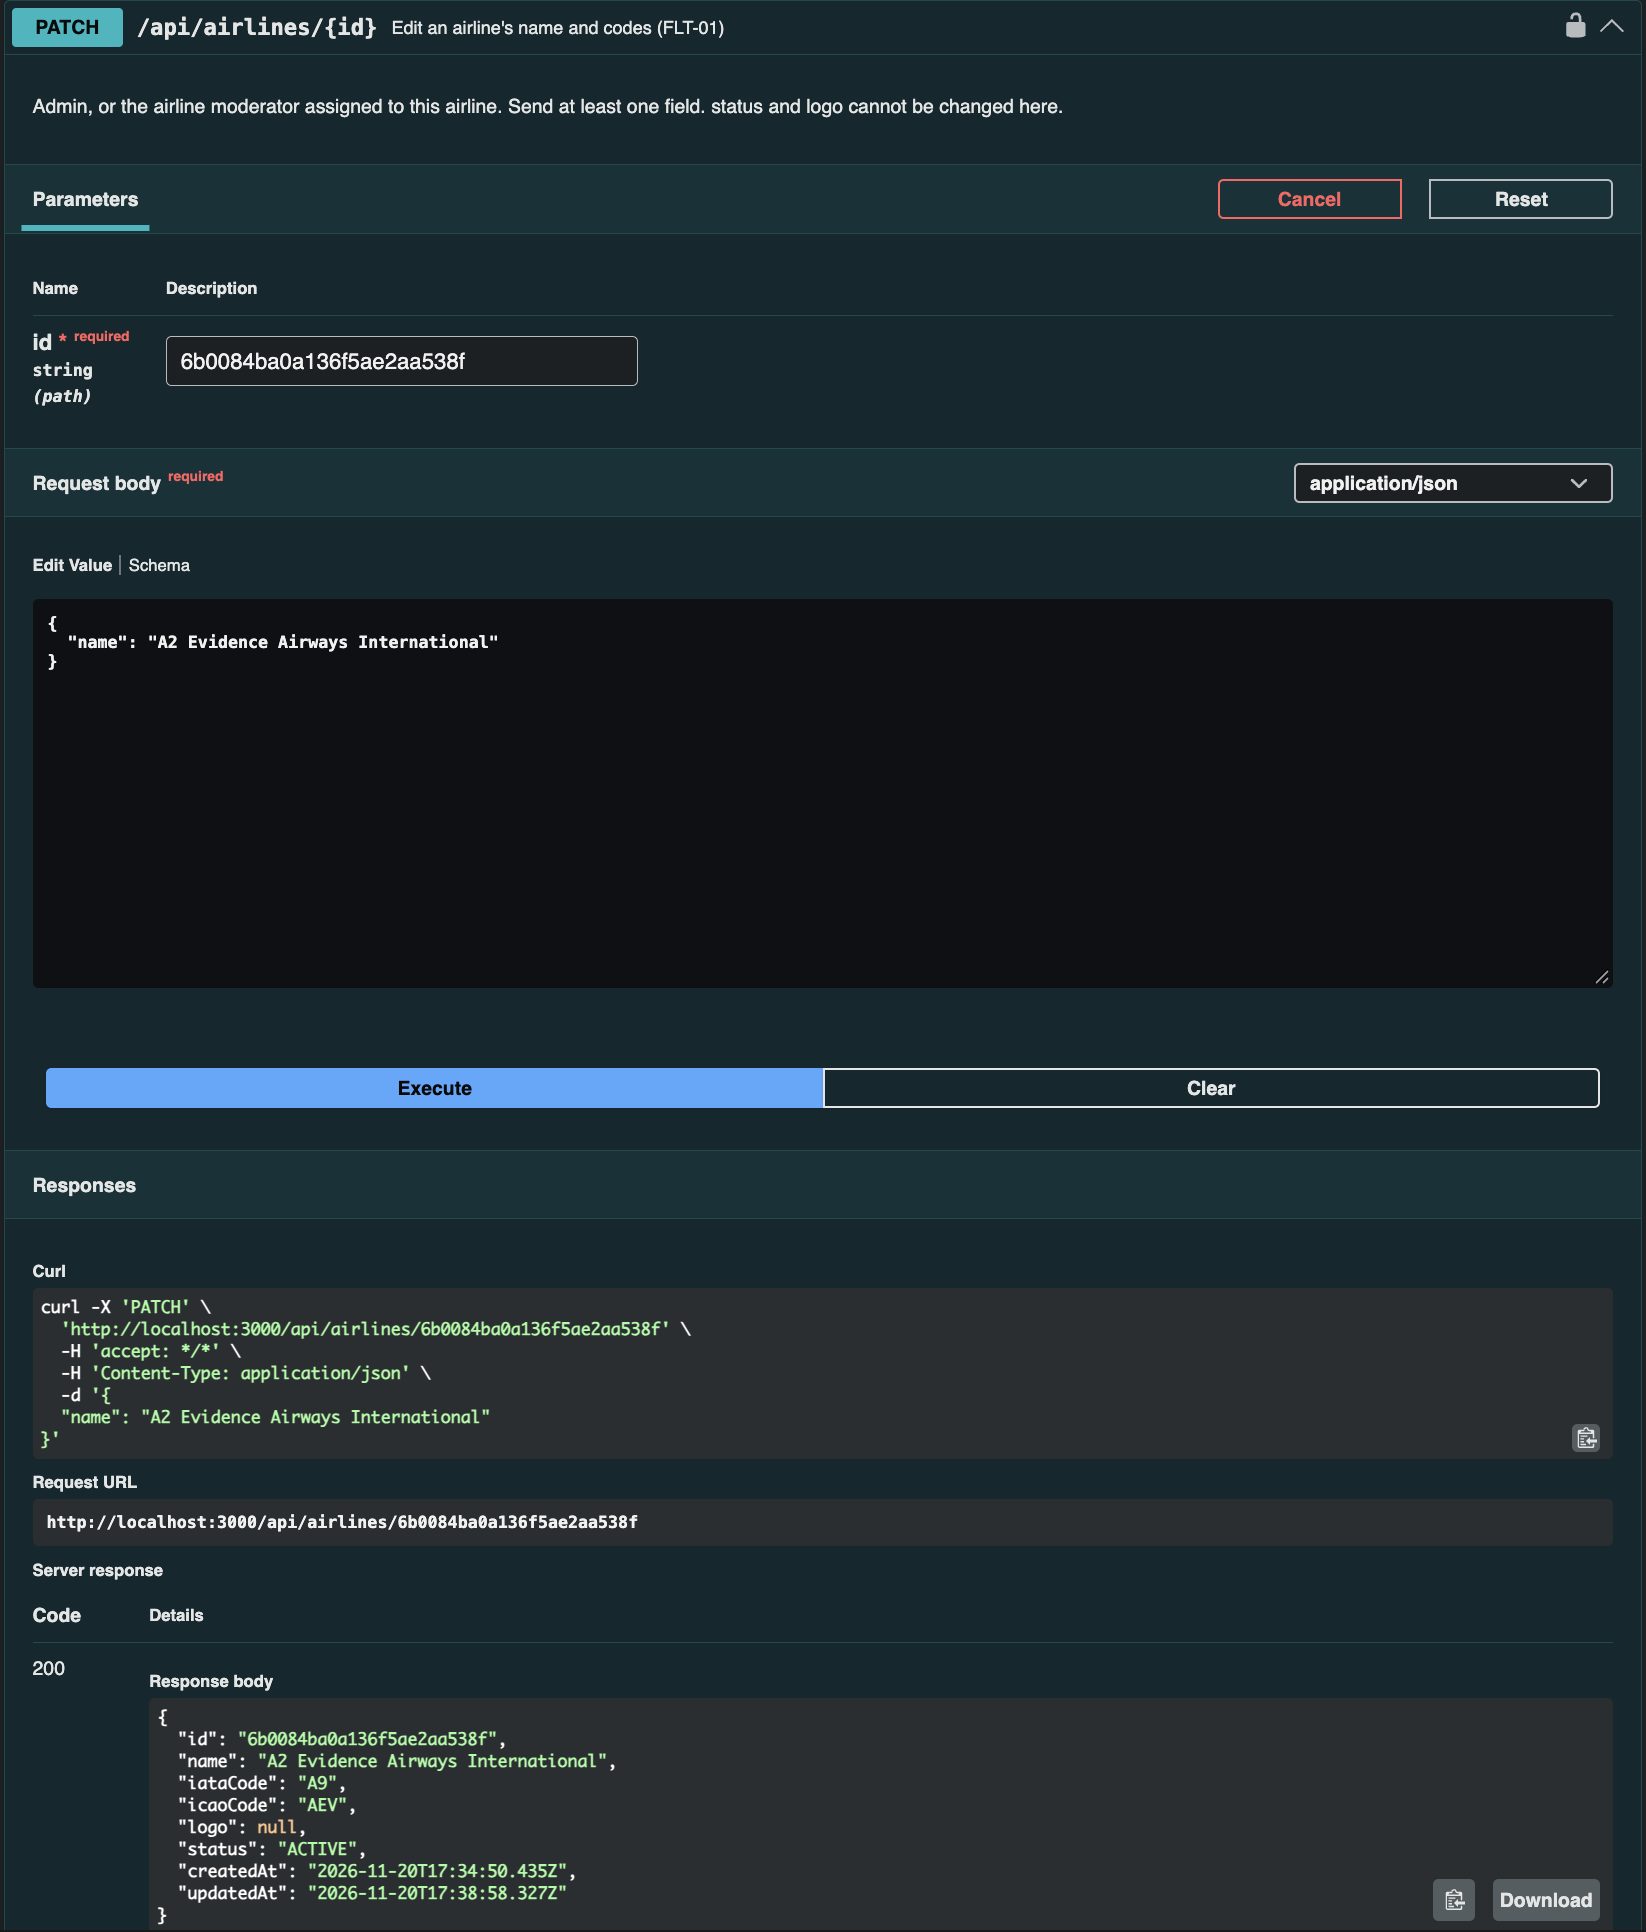 PATCH /api/airlines/{id} Edit an airline's name and codes (FLT-01)
Admin, or the airline moderator assigned to this airline. Send at least one field. status and logo cannot be changed here.
Parameters Cancel Reset
Name Description
id * required
string
(path)
6b0084ba0a136f5ae2aa538f
Request body required application/json
Edit Value | Schema
{
  "name": "A2 Evidence Airways International"
}
Execute Clear
Responses
Curl
curl -X 'PATCH' \
  'http://localhost:3000/api/airlines/6b0084ba0a136f5ae2aa538f' \
  -H 'accept: */*' \
  -H 'Content-Type: application/json' \
  -d '{
  "name": "A2 Evidence Airways International"
}'
Request URL
http://localhost:3000/api/airlines/6b0084ba0a136f5ae2aa538f
Server response
Code Details
200
Response body
{
  "id": "6b0084ba0a136f5ae2aa538f",
  "name": "A2 Evidence Airways International",
  "iataCode": "A9",
  "icaoCode": "AEV",
  "logo": null,
  "status": "ACTIVE",
  "createdAt": "2026-11-20T17:34:50.435Z",
  "updatedAt": "2026-11-20T17:38:58.327Z"
}
Download